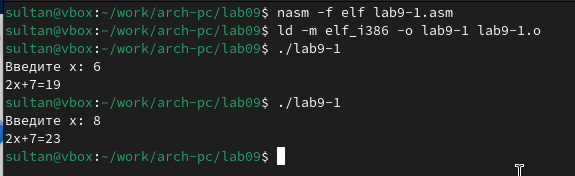 sultan@vbox:~/work/arch-pc/lab09$ nasm -f elf lab9-1.asm
sultan@vbox:~/work/arch-pc/lab09$ ld -m elf_i386 -o lab9-1 lab9-1.o
sultan@vbox:~/work/arch-pc/lab09$ ./lab9-1
Введите x: 6
2x+7=19
sultan@vbox:~/work/arch-pc/lab09$ ./lab9-1
Введите x: 8
2x+7=23
sultan@vbox:~/work/arch-pc/lab09$